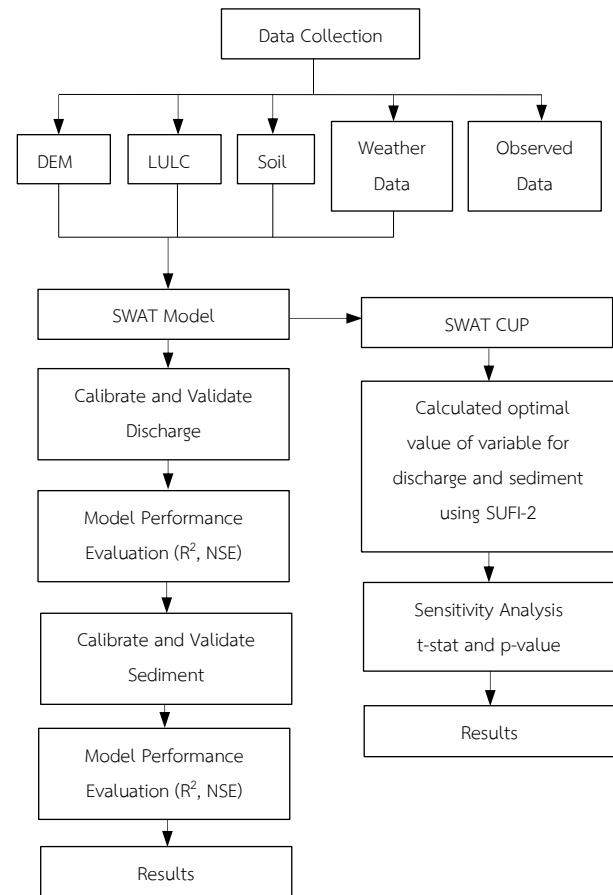 Data Collection
DEM
LULC
Soil
Weather
Data
Observed
Data
SWAT Model
SWAT CUP
Calibrate and Validate
Discharge
Calculated optimal
value of variable for
discharge and sediment
using SUFI-2
Model Performance
Evaluation (R², NSE)
Sensitivity Analysis
t-stat and p-value
Calibrate and Validate
Sediment
Results
Model Performance
Evaluation (R², NSE)
Results